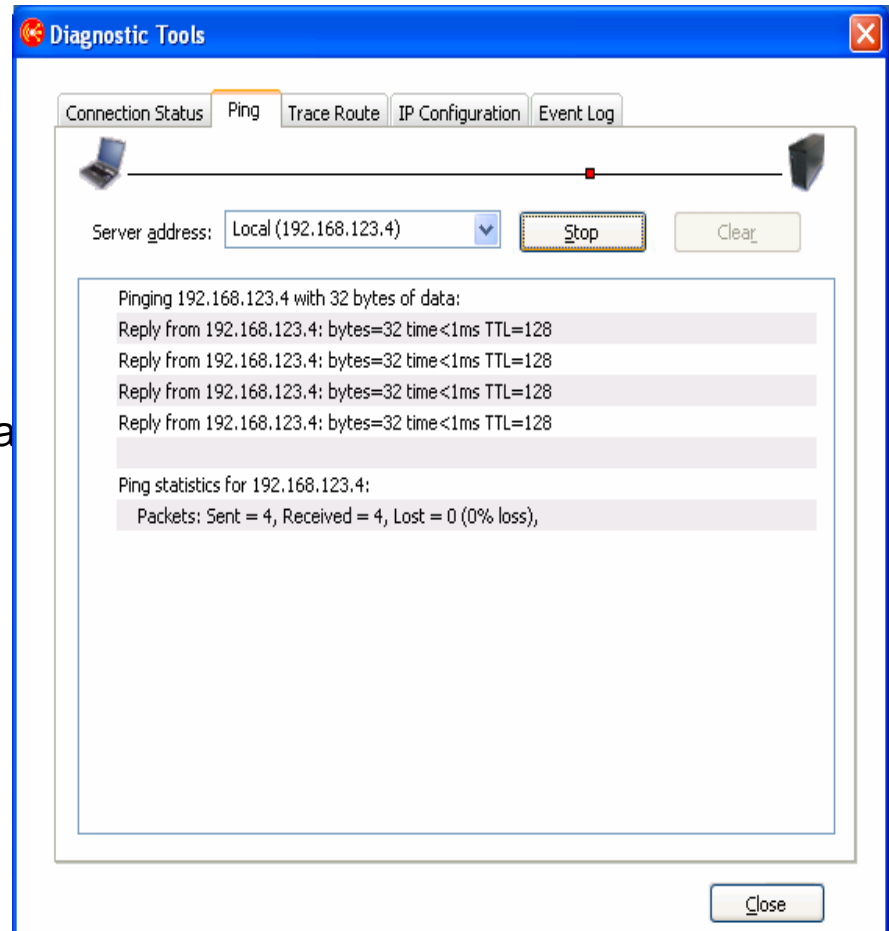 Diagnostic Tools
Connection Status Ping Trace Route IP Configuration Event Log
Server address: Local (192.168.123.4) Stop Clear
Pinging 192.168.123.4 with 32 bytes of data:
Reply from 192.168.123.4: bytes=32 time<1ms TTL=128
Reply from 192.168.123.4: bytes=32 time<1ms TTL=128
Reply from 192.168.123.4: bytes=32 time<1ms TTL=128
Reply from 192.168.123.4: bytes=32 time<1ms TTL=128
a
Ping statistics for 192.168.123.4:
Packets: Sent = 4, Received = 4, Lost = 0 (0% loss),
Close